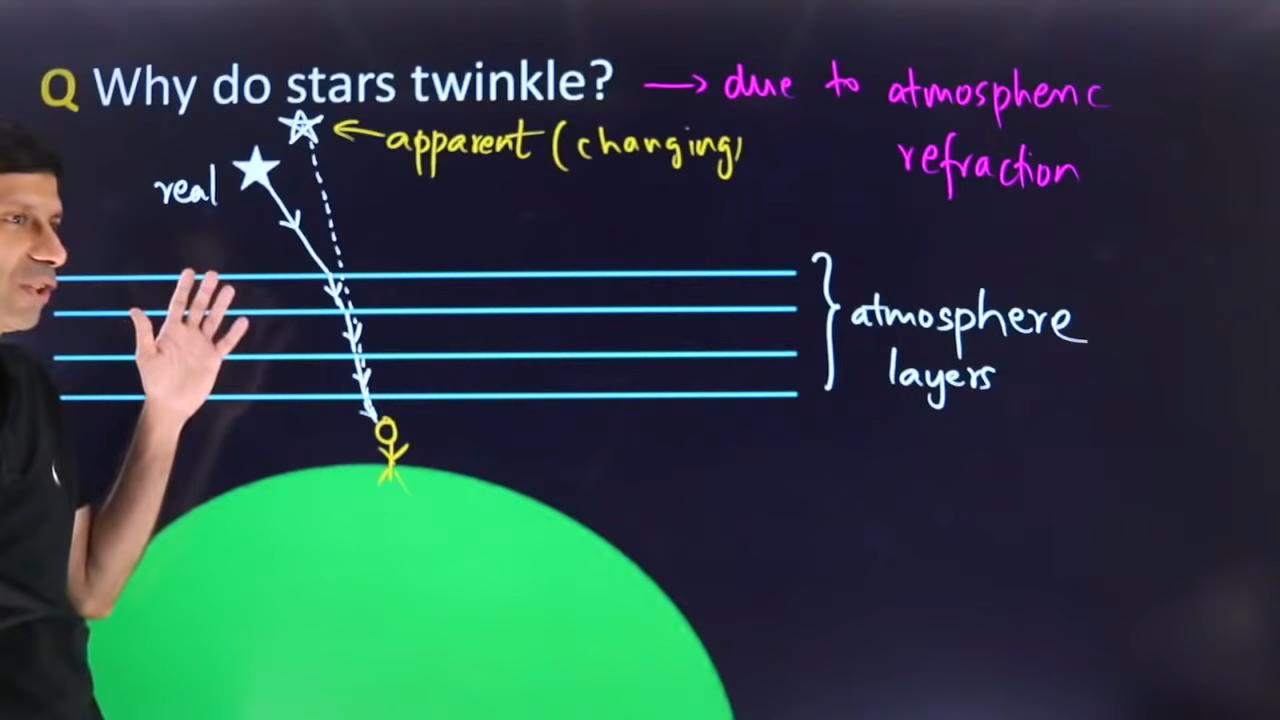 Q Why do stars twinkle? → due to atmospheric
refraction
← apparent (changing)
real
atmosphere
layers